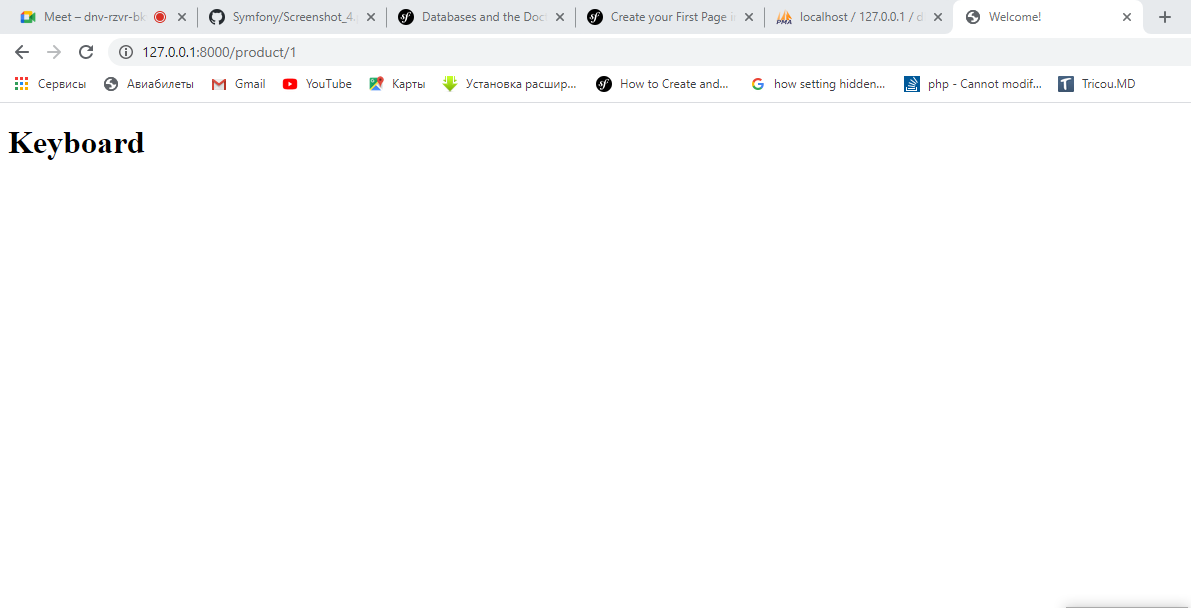 Meet – dnv-rzvr-bk Symfony/Screenshot_4. Databases and the Doct Create your First Page in localhost / 127.0.0.1 / d Welcome!
127.0.0.1:8000/product/1
Сервисы Авиабилеты Gmail YouTube Карты Установка расшир... How to Create and... how setting hidden... php - Cannot modif... Tricou.MD
Keyboard